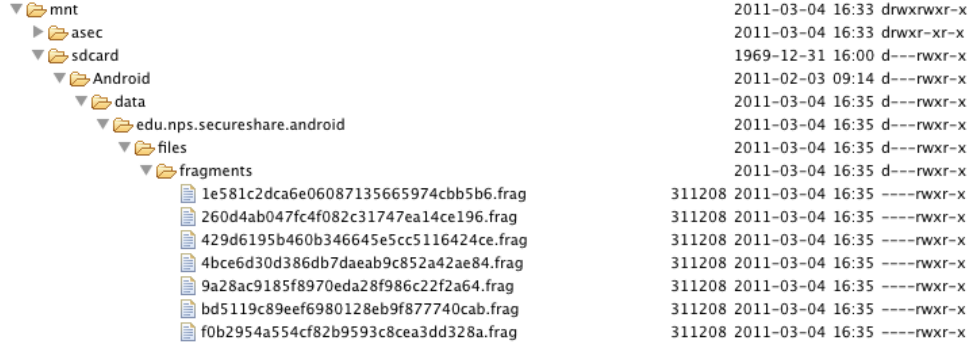 mnt 2011-03-04 16:33 drwxrwxr-x
asec 2011-03-04 16:33 drwxr-xr-x
sdcard 1969-12-31 16:00 d---rwxr-x
Android 2011-02-03 09:14 d---rwxr-x
data 2011-03-04 16:35 d---rwxr-x
edu.nps.secureshare.android 2011-03-04 16:35 d---rwxr-x
files 2011-03-04 16:35 d---rwxr-x
fragments 2011-03-04 16:35 d---rwxr-x
1e581c2dca6e06087135665974cbb5b6.frag 311208 2011-03-04 16:35 ----rwxr-x
260d4ab047fc4f082c31747ea14ce196.frag 311208 2011-03-04 16:35 ----rwxr-x
429d6195b460b346645e5cc5116424ce.frag 311208 2011-03-04 16:35 ----rwxr-x
4bce6d30d386db7daeab9c852a42ae84.frag 311208 2011-03-04 16:35 ----rwxr-x
9a28ac9185f8970eda28f986c22f2a64.frag 311208 2011-03-04 16:35 ----rwxr-x
bd5119c89eef6980128eb9f877740cab.frag 311208 2011-03-04 16:35 ----rwxr-x
f0b2954a554cf82b9593c8cea3dd328a.frag 311208 2011-03-04 16:35 ----rwxr-x